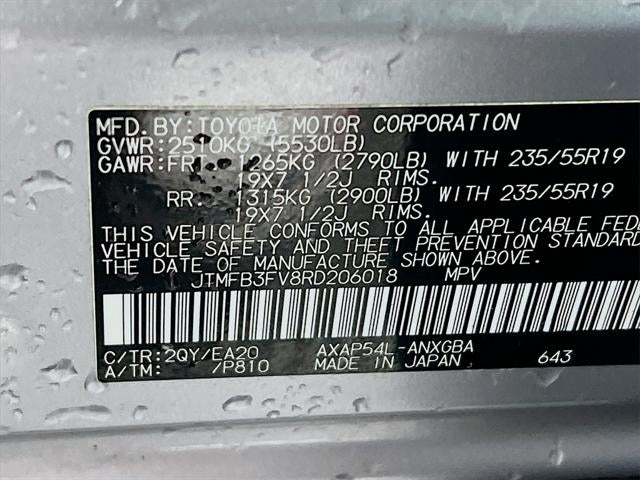 MFD. BY: TOYOTA MOTOR CORPORATION
GVWR: 2510KG (5530LB)
GAWR: FR 1265KG (2790LB) WITH 235/55R19
19X7 1/2J RIMS.
RR: 1315KG (2900LB) WITH 235/55R19
19X7 1/2J RIMS.
THIS VEHICLE CONFORMS TO ALL APPLICABLE FEDE
VEHICLE SAFETY AND THEFT PREVENTION STANDAR
THE DATE OF MANUFACTURE SHOWN ABOVE.
JTMFB3FV8RD206018 MPV
C/TR: 2QY/EA20 AXAP54L-ANXGBA
A/TM: /P810 MADE IN JAPAN 643